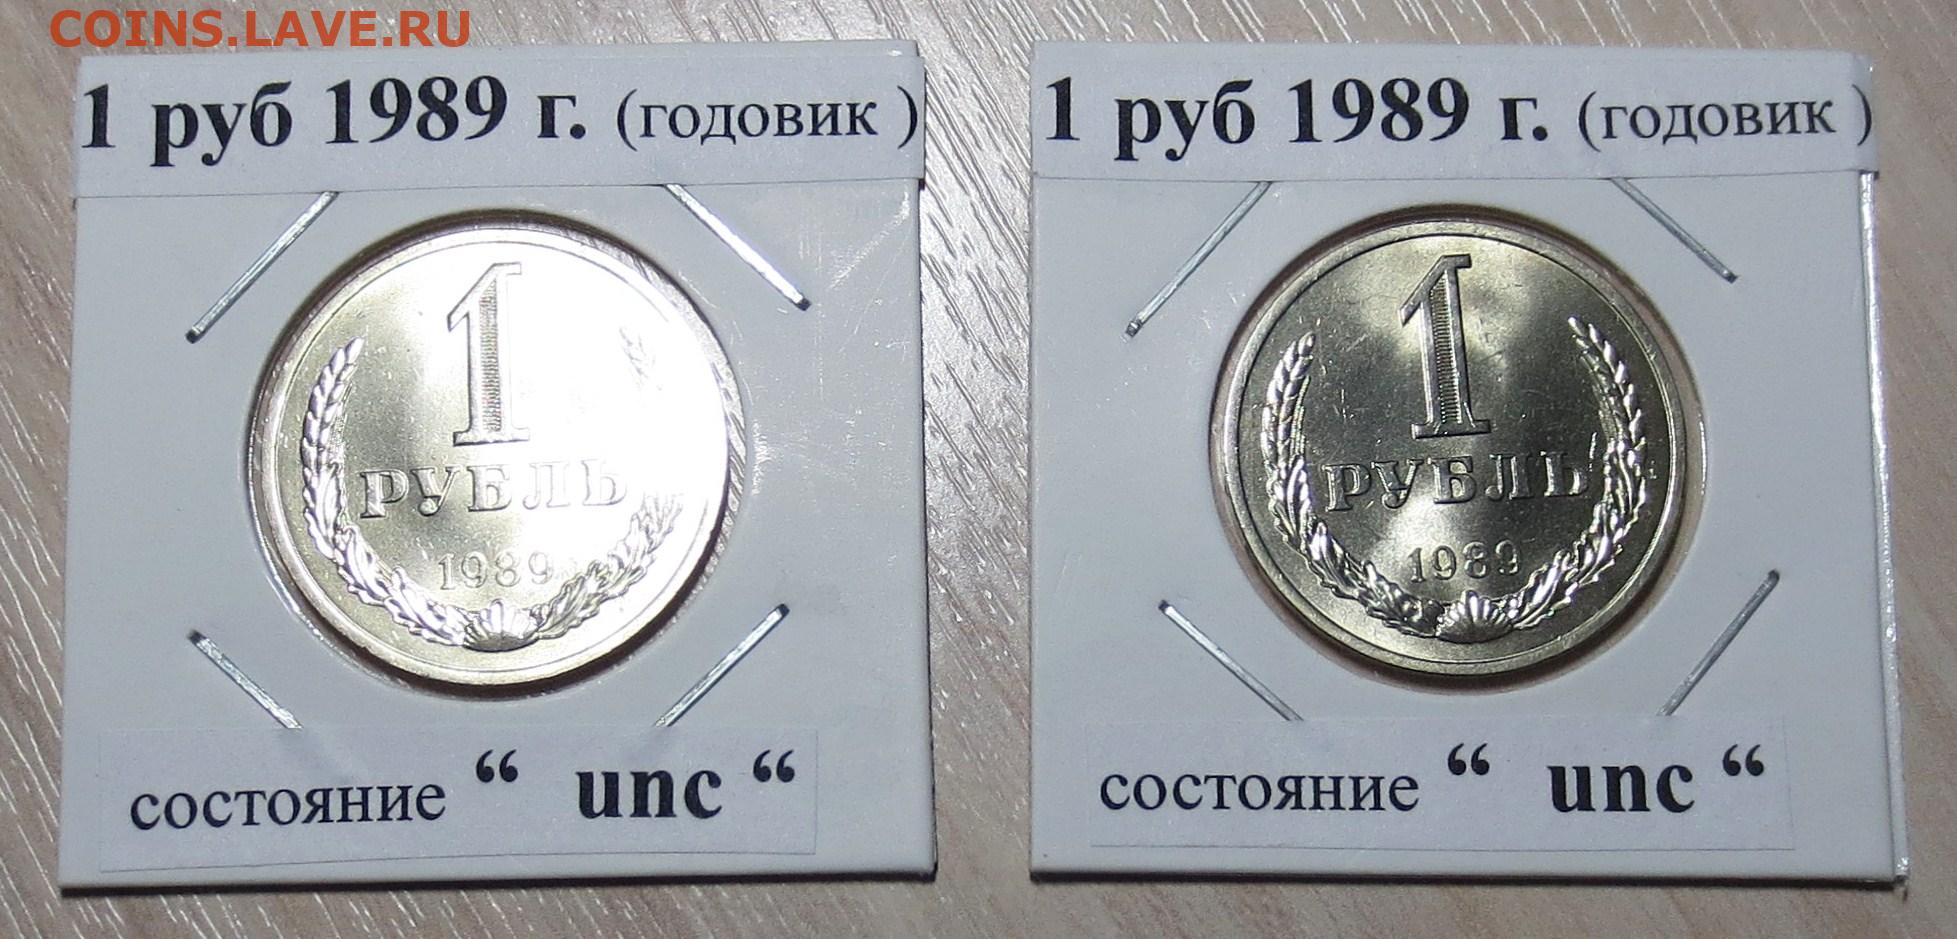 COINS.LAVE.RU
1 руб 1989 г. (годовик )
1
РУБЛЬ
1989
состояние “ unc “
1 руб 1989 г. (годовик )
1
РУБЛЬ
1989
состояние “ unc “